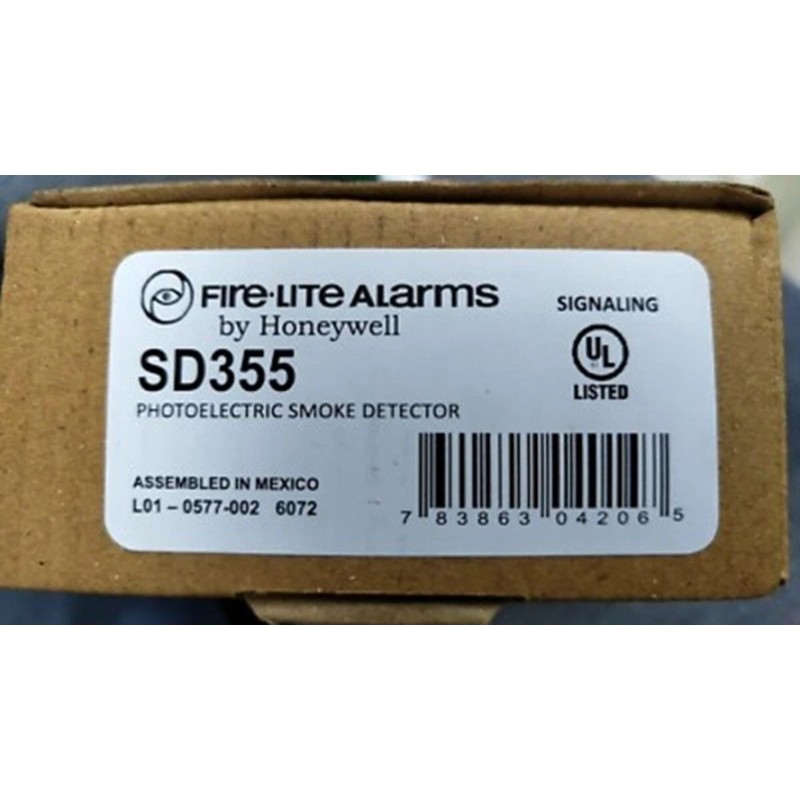 FIRE·LITE ALARMS
by Honeywell
SIGNALING
SD355
UL
LISTED
PHOTOELECTRIC SMOKE DETECTOR
ASSEMBLED IN MEXICO
L01 – 0577-002 6072
7 83863 04206 5